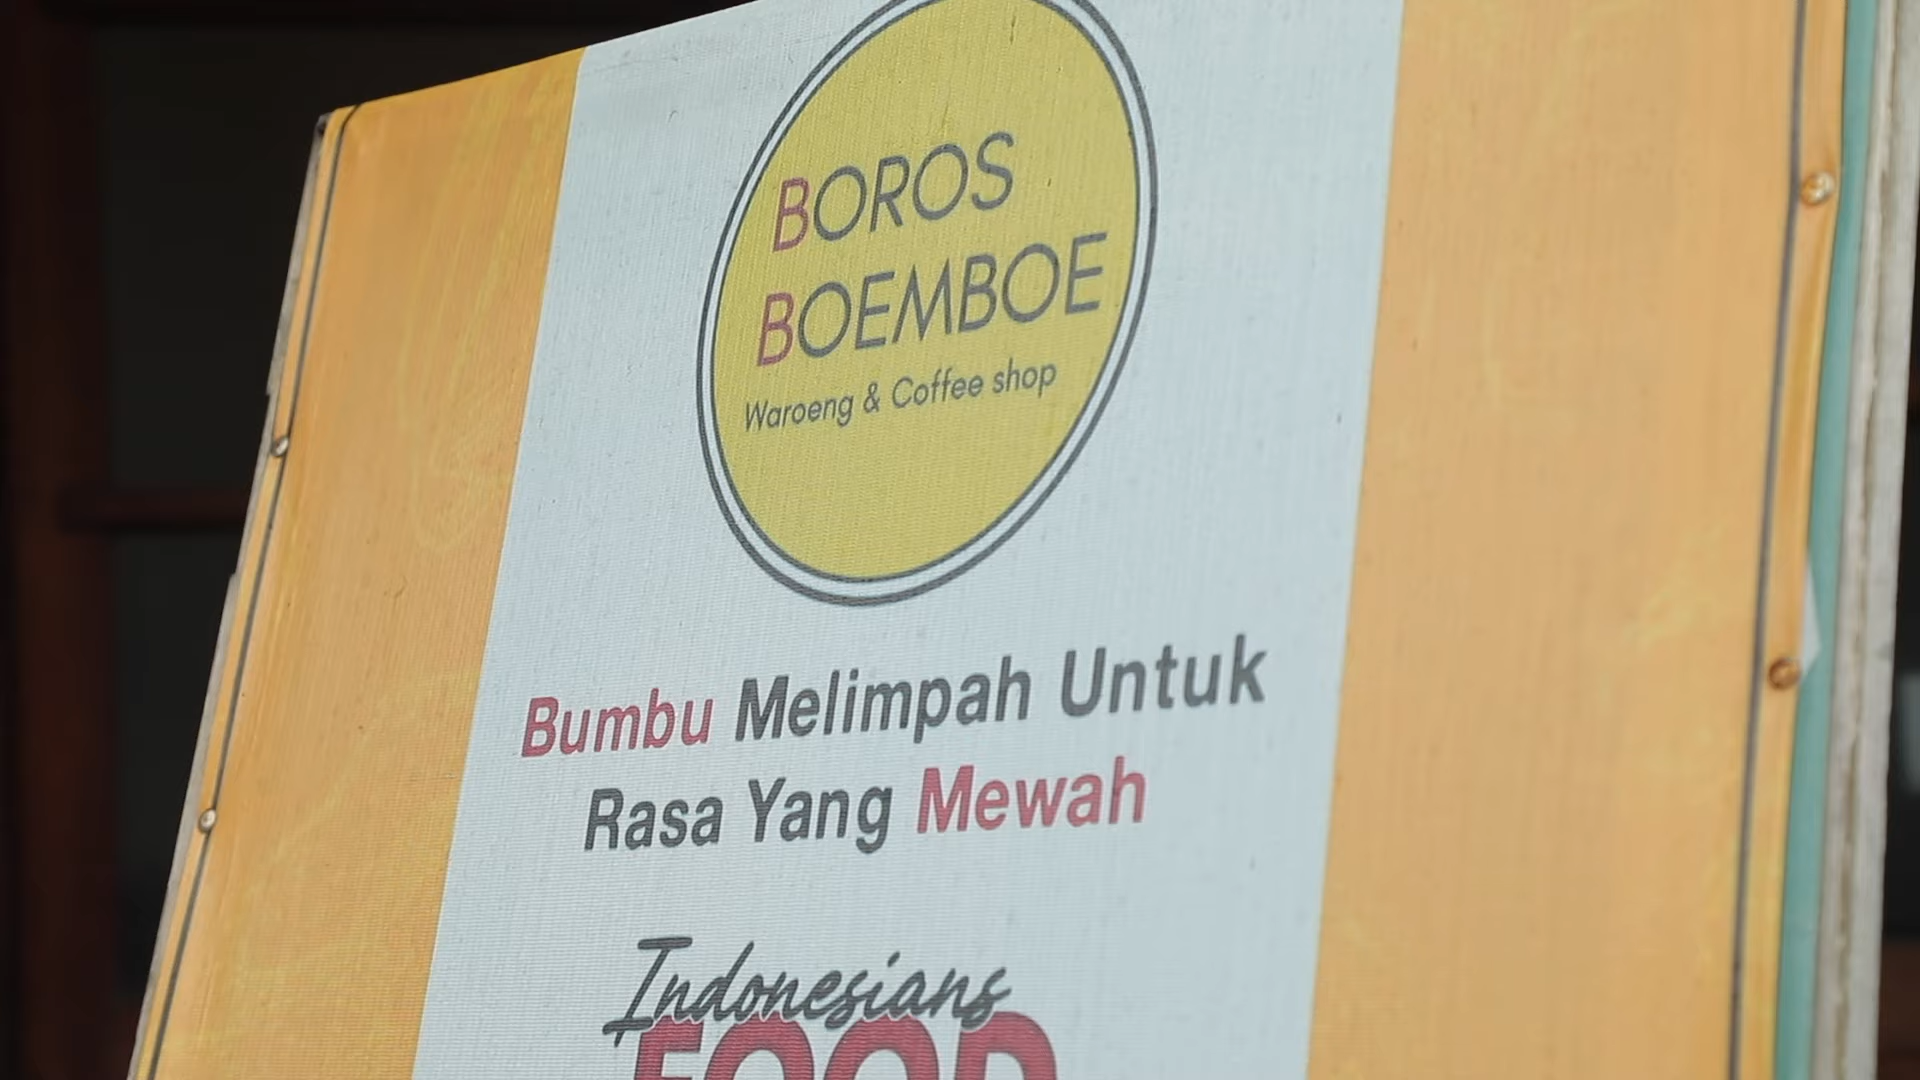 BOROS
BOEMBOE
Waroeng & Coffee shop
Bumbu Melimpah Untuk
Rasa Yang Mewah
Indonesians
FOOD